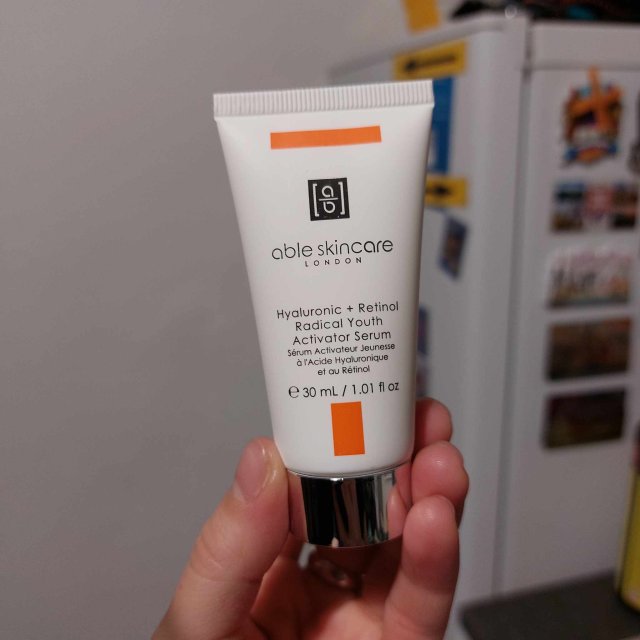 a
b
able skincare
LONDON
Hyaluronic + Retinol
Radical Youth
Activator Serum
Sérum Activateur Jeunesse
à l'Acide Hyaluronique
et au Rétinol
℮ 30 mL / 1.01 fl oz